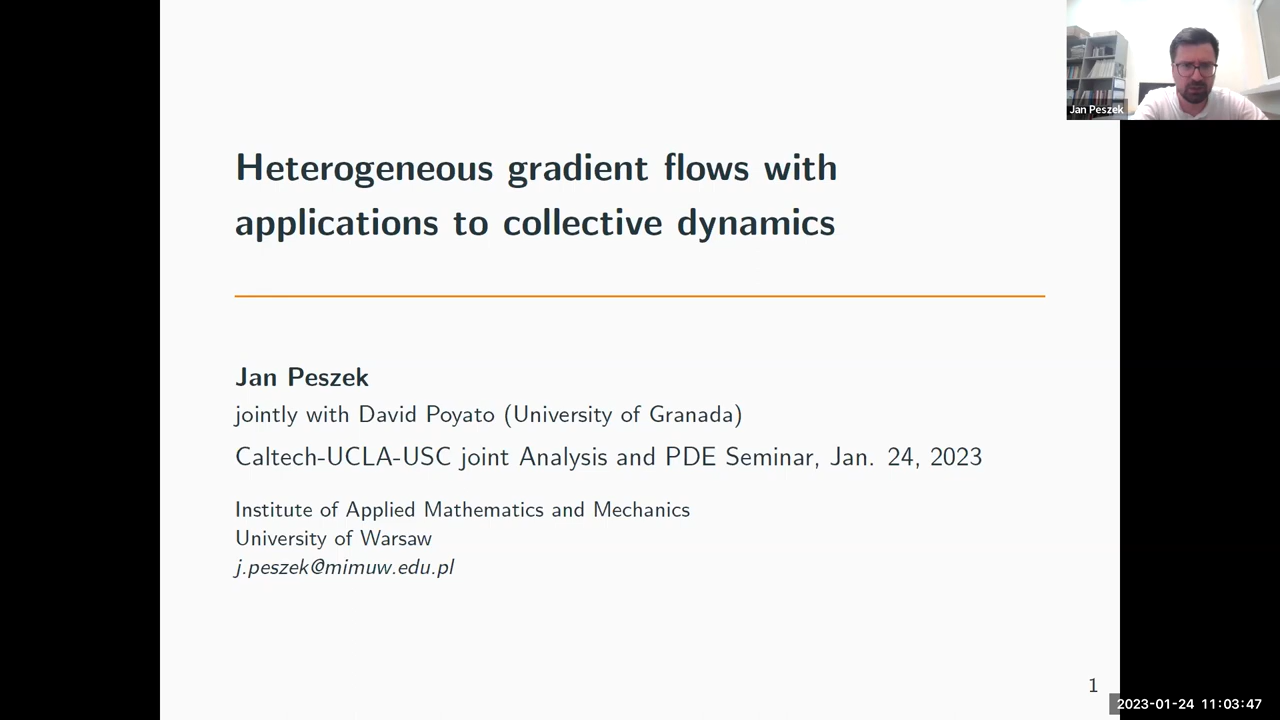 Jan Peszek
Heterogeneous gradient flows with
applications to collective dynamics
Jan Peszek
jointly with David Poyato (University of Granada)
Caltech-UCLA-USC joint Analysis and PDE Seminar, Jan. 24, 2023
Institute of Applied Mathematics and Mechanics
University of Warsaw
j.peszek@mimuw.edu.pl
1
2023-01-24 11:03:47